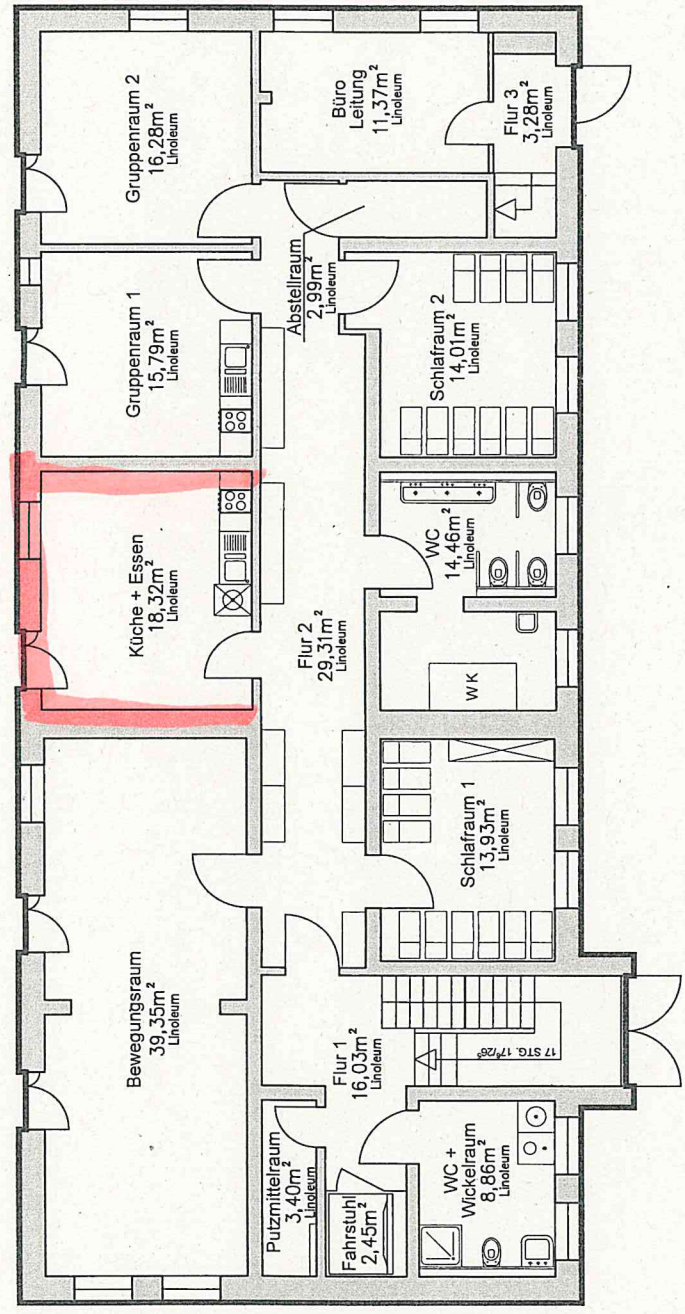 Bewegungsraum
39,35m²
Linoleum
Küche + Essen
18,32m²
Linoleum
Gruppenraum 1
15,79m²
Linoleum
Gruppenraum 2
16,28m²
Linoleum
Putzmittelraum
3,40m²
Linoleum
Fahrstuhl
2,45m²
Flur 1
16,03m²
Linoleum
Flur 2
29,31m²
Linoleum
Abstellraum
2,99m²
Linoleum
Büro
Leitung
11,37m²
Linoleum
WC +
Wickelraum
8,86m²
Linoleum
17 STG. 17⁶/26⁵
Schlafraum 1
13,93m²
Linoleum
WK
WC
14,46m²
Linoleum
Schlafraum 2
14,01m²
Linoleum
Flur 3
3,28m²
Linoleum